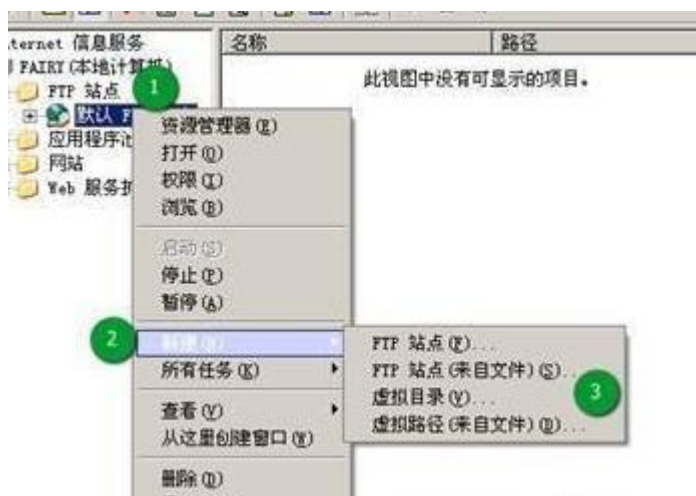 ternet 信息服务
名称
路径
FAIRY(本地计算机)
此视图中没有可显示的项目。
FTP 站点
1
默认 F
应用程序池
网站
Web 服务扩
资源管理器(E)
打开(O)
权限(I)
浏览(B)
启动(S)
停止(P)
暂停(A)
2
新建(N)
所有任务(K)
查看(V)
从这里创建窗口(W)
删除(D)
FTP 站点(F)...
FTP 站点(来自文件)(S)...
3
虚拟目录(V)...
虚拟路径(来自文件)(D)...